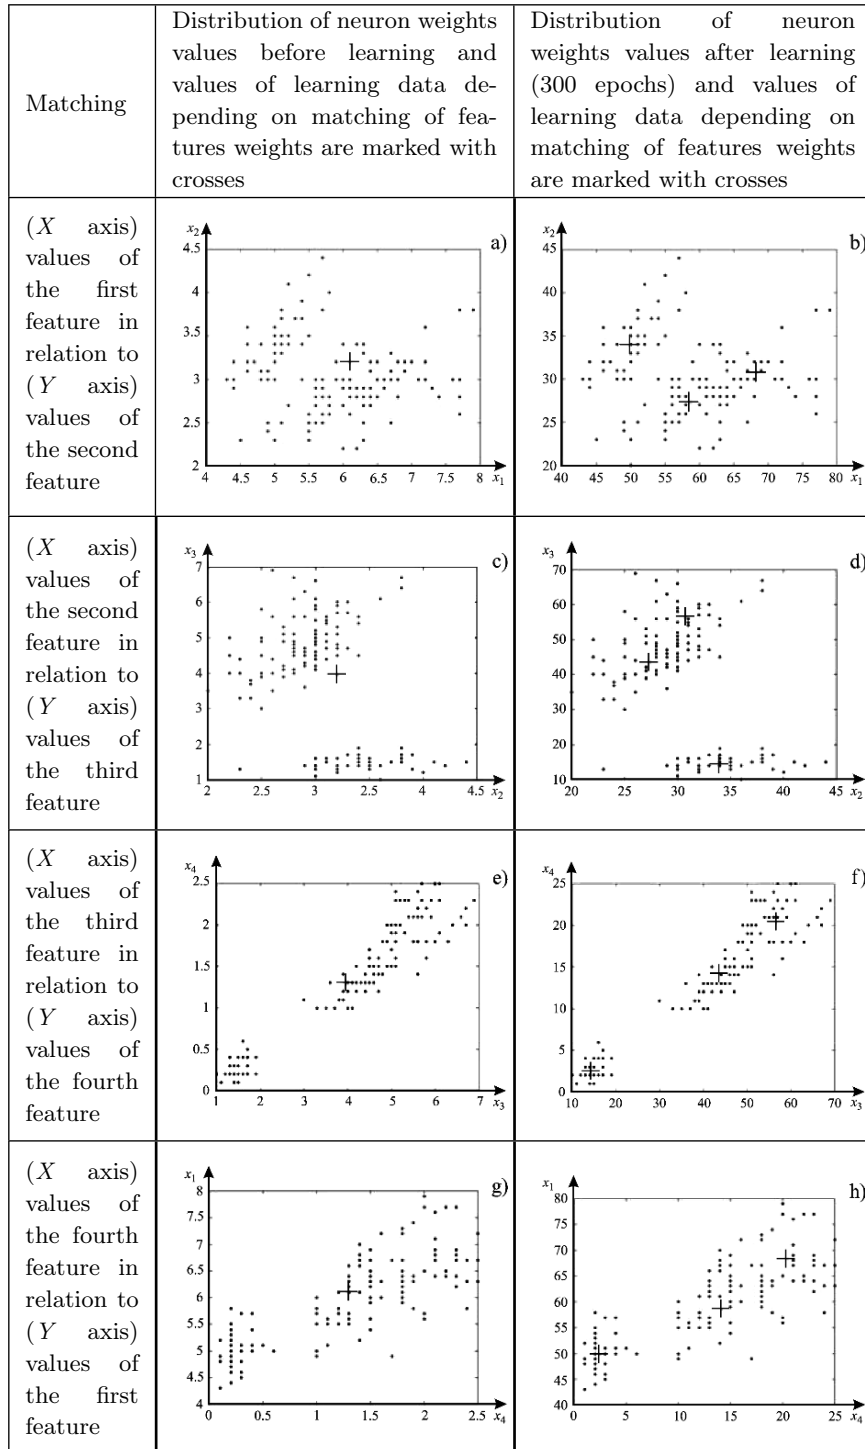 Matching
Distribution of neuron weights
values before learning and
values of learning data de-
pending on matching of fea-
tures weights are marked with
crosses
Distribution of neuron
weights values after learning
(300 epochs) and values of
learning data depending on
matching of features weights
are marked with crosses
(X axis)
values of
the first
feature in
relation to
(Y axis)
values of
the second
feature
x2
a)
4.5
4
3.5
3
2.5
2
4 4.5 5 5.5 6 6.5 7 7.5 8 x1
x2
b)
45
40
35
30
25
20
40 45 50 55 60 65 70 75 80 x1
(X axis)
values of
the second
feature in
relation to
(Y axis)
values of
the third
feature
x3
c)
7
6
5
4
3
2
1
2 2.5 3 2.5 4 4.5 x2
x3
d)
70
60
50
40
30
20
10
20 25 30 35 40 45 x2
(X axis)
values of
the third
feature in
relation to
(Y axis)
values of
the fourth
feature
x4
e)
2.5
2
1.5
1
0.5
0
1 2 3 4 5 6 7 x3
x4
f)
25
20
15
10
5
0
10 20 30 40 50 60 70 x3
(X axis)
values of
the fourth
feature in
relation to
(Y axis)
values of
the first
feature
x1
g)
8
7.5
7
6.5
6
5.5
5
4.5
4
0 0.5 1 1.5 2 2.5 x4
x1
h)
80
75
70
65
60
55
50
45
40
0 5 10 15 20 25 x4